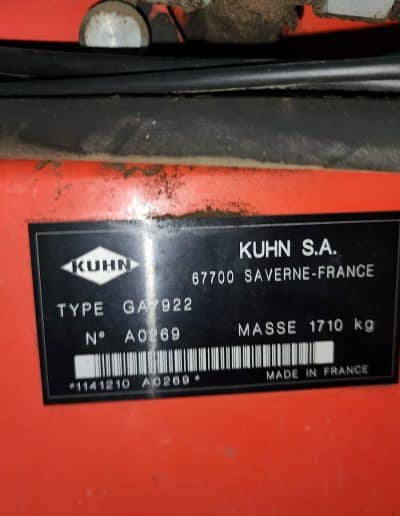 KUHN
KUHN S.A.
67700 SAVERNE-FRANCE
TYPE GA7922
N° A0269 MASSE 1710 kg
*1141210 A0269*
MADE IN FRANCE